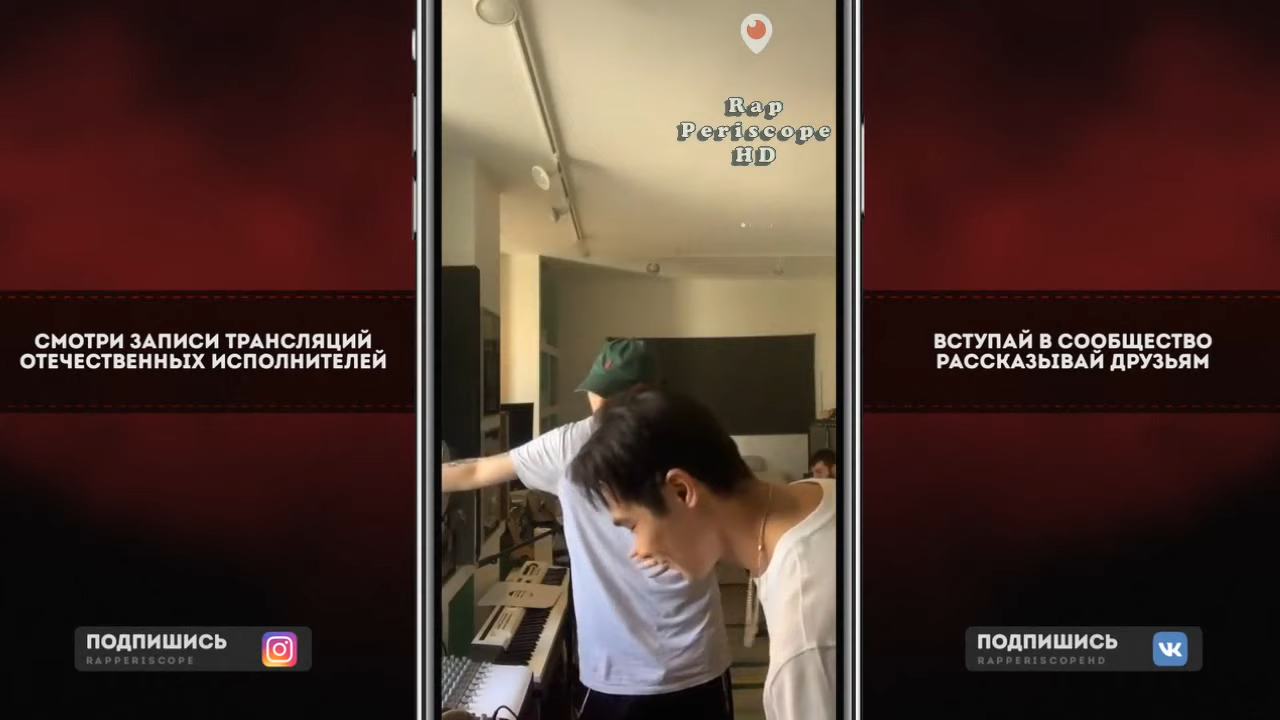 Rap
Periscope
HD
СМОТРИ ЗАПИСИ ТРАНСЛЯЦИЙ
ОТЕЧЕСТВЕННЫХ ИСПОЛНИТЕЛЕЙ
ВСТУПАЙ В СООБЩЕСТВО
РАССКАЗЫВАЙ ДРУЗЬЯМ
ПОДПИШИСЬ
RAPPERISCOPE
ПОДПИШИСЬ
RAPPERISCOPEHD